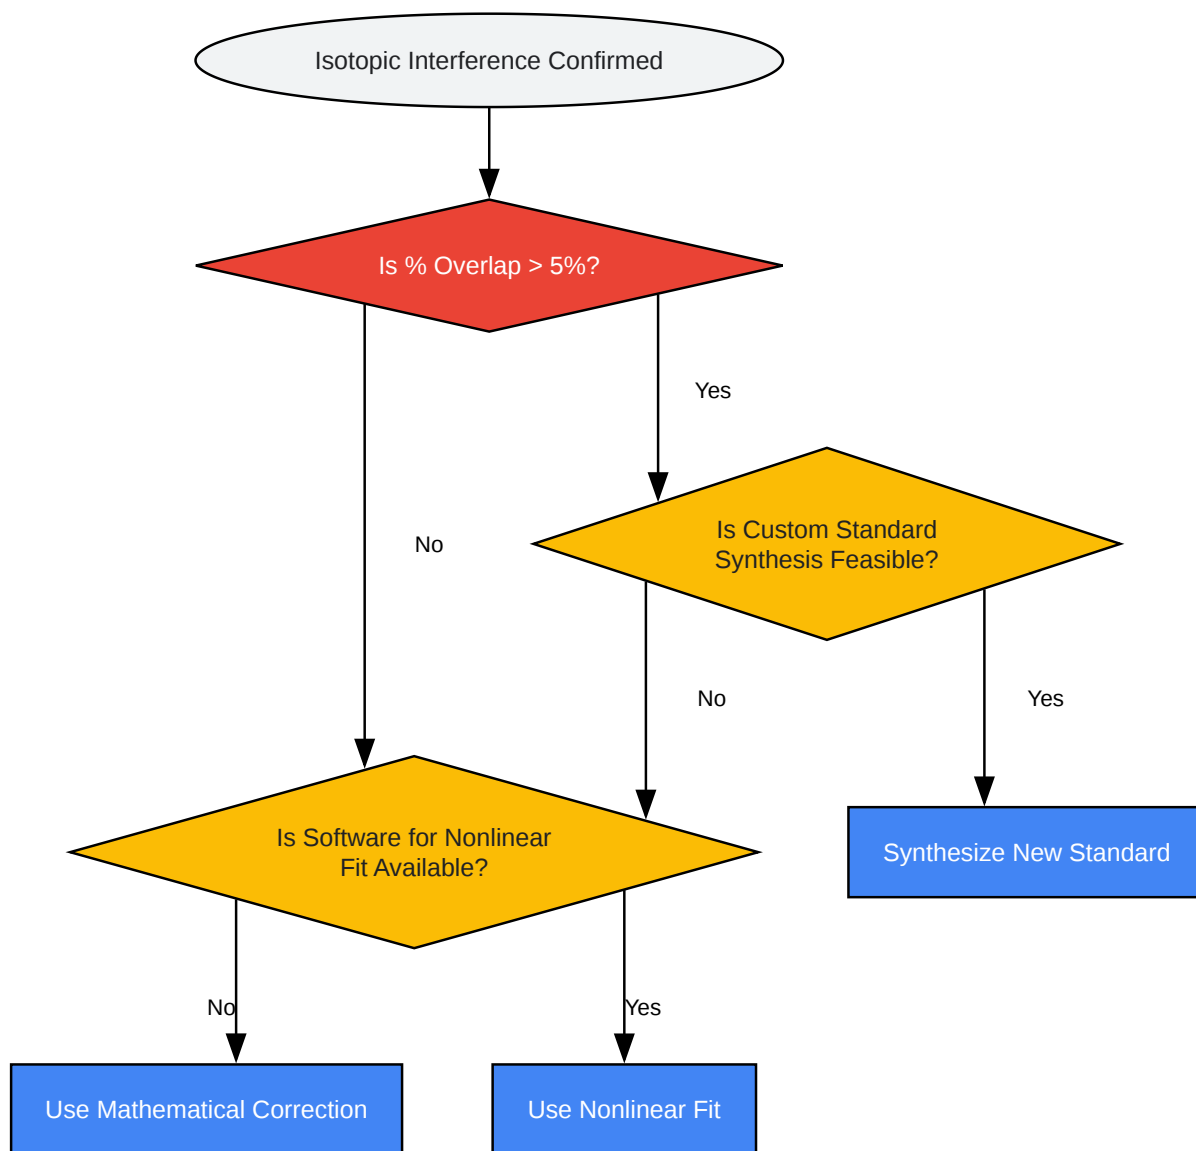 Isotopic Interference Confirmed
Is % Overlap > 5%?
Yes
Is Custom Standard
Synthesis Feasible?
No
No
Yes
Is Software for Nonlinear
Fit Available?
Synthesize New Standard
No
Yes
Use Mathematical Correction
Use Nonlinear Fit